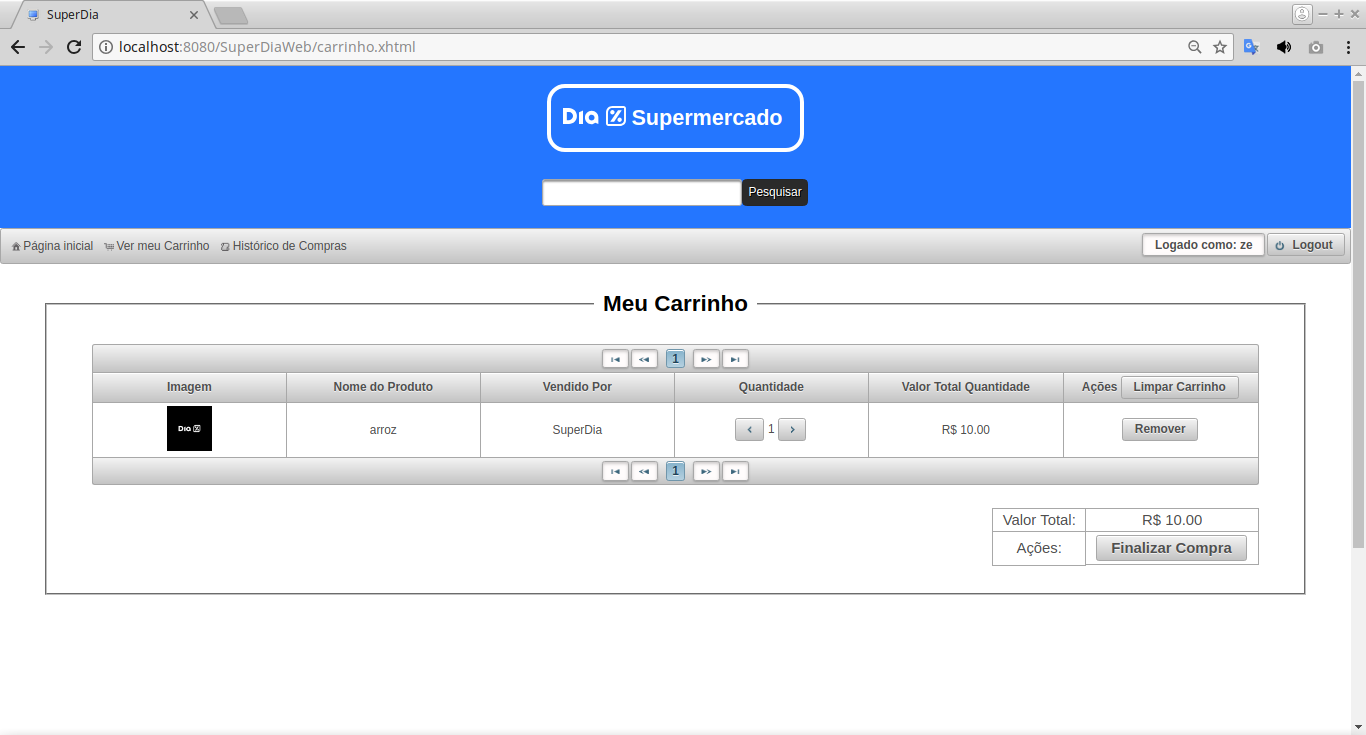 SuperDia
localhost:8080/SuperDiaWeb/carrinho.xhtml
Dia % Supermercado
Pesquisar
Página inicial Ver meu Carrinho Histórico de Compras Logado como: ze Logout
Meu Carrinho
1
Imagem Nome do Produto Vendido Por Quantidade Valor Total Quantidade Ações Limpar Carrinho
Dia % arroz SuperDia 1 R$ 10.00 Remover
1
Valor Total: R$ 10.00
Ações: Finalizar Compra